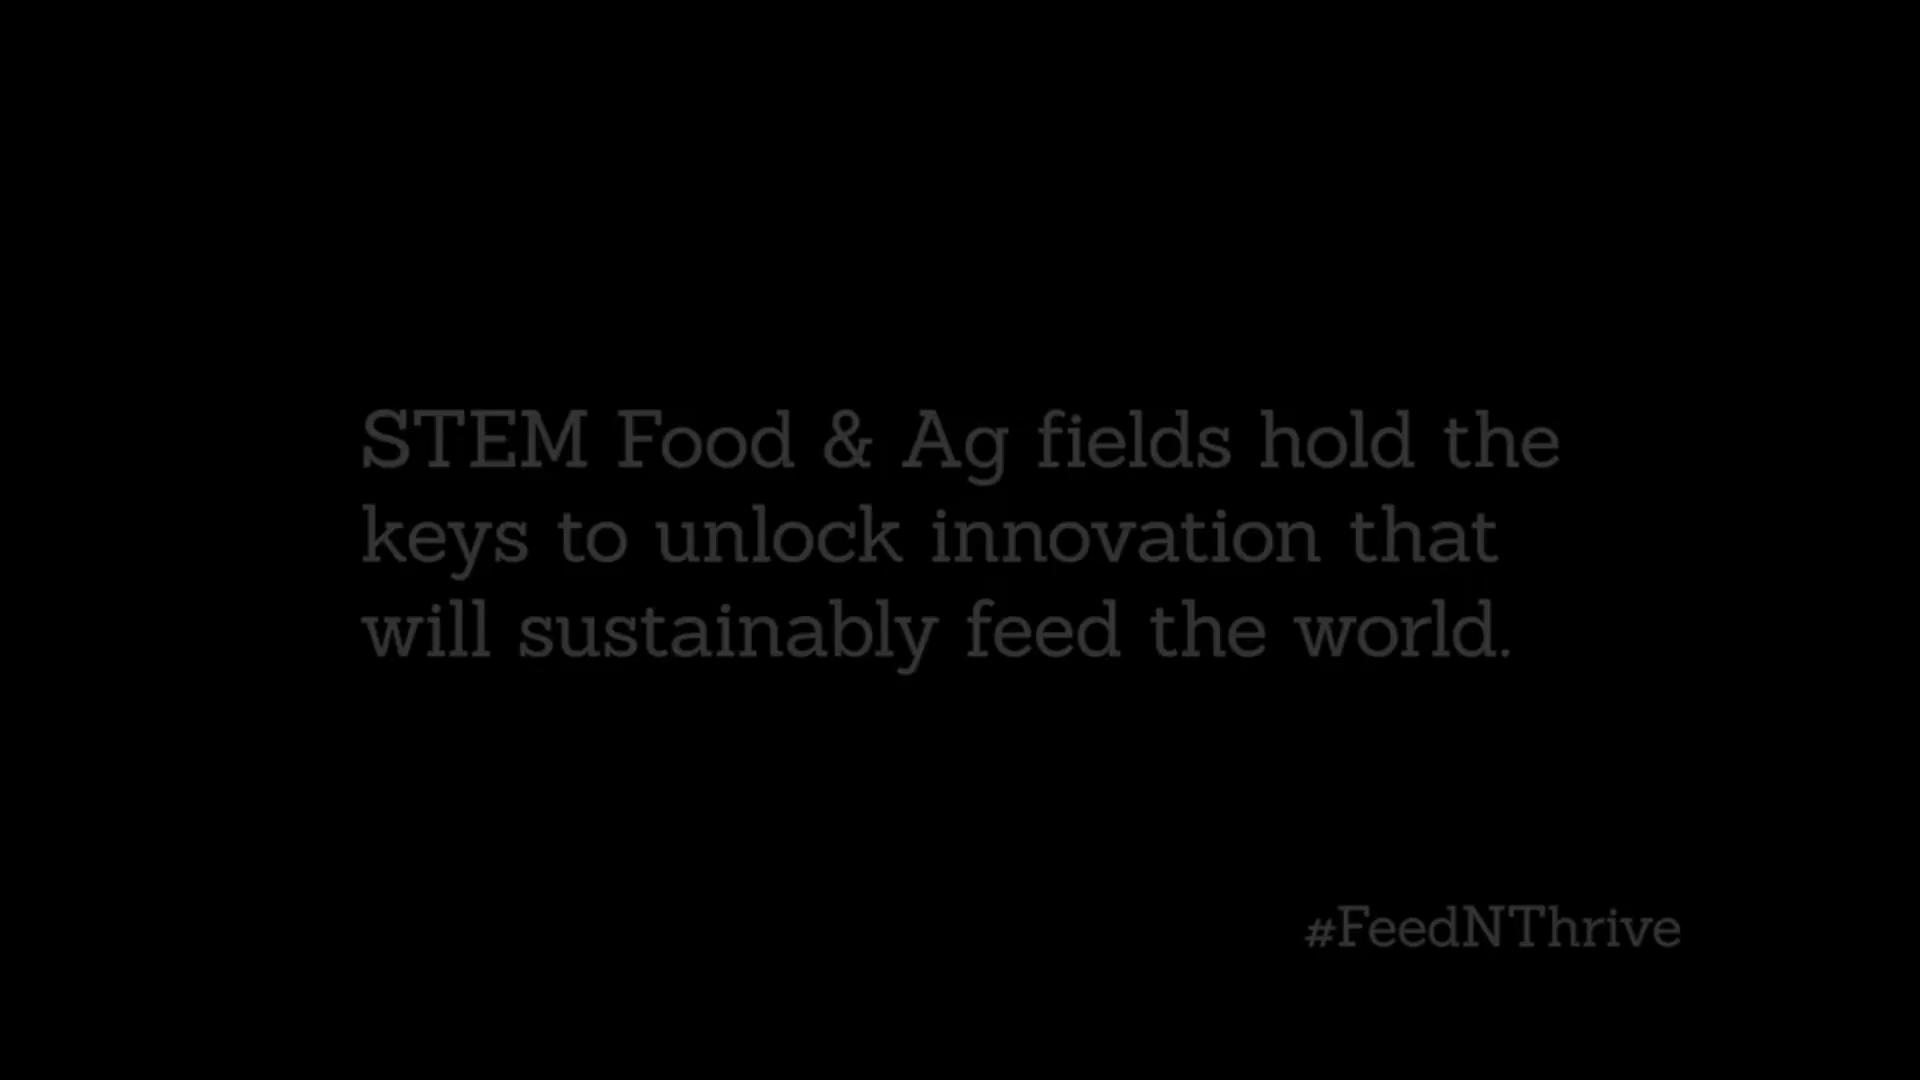 STEM Food & Ag fields hold the
keys to unlock innovation that
will sustainably feed the world.
#FeedNThrive